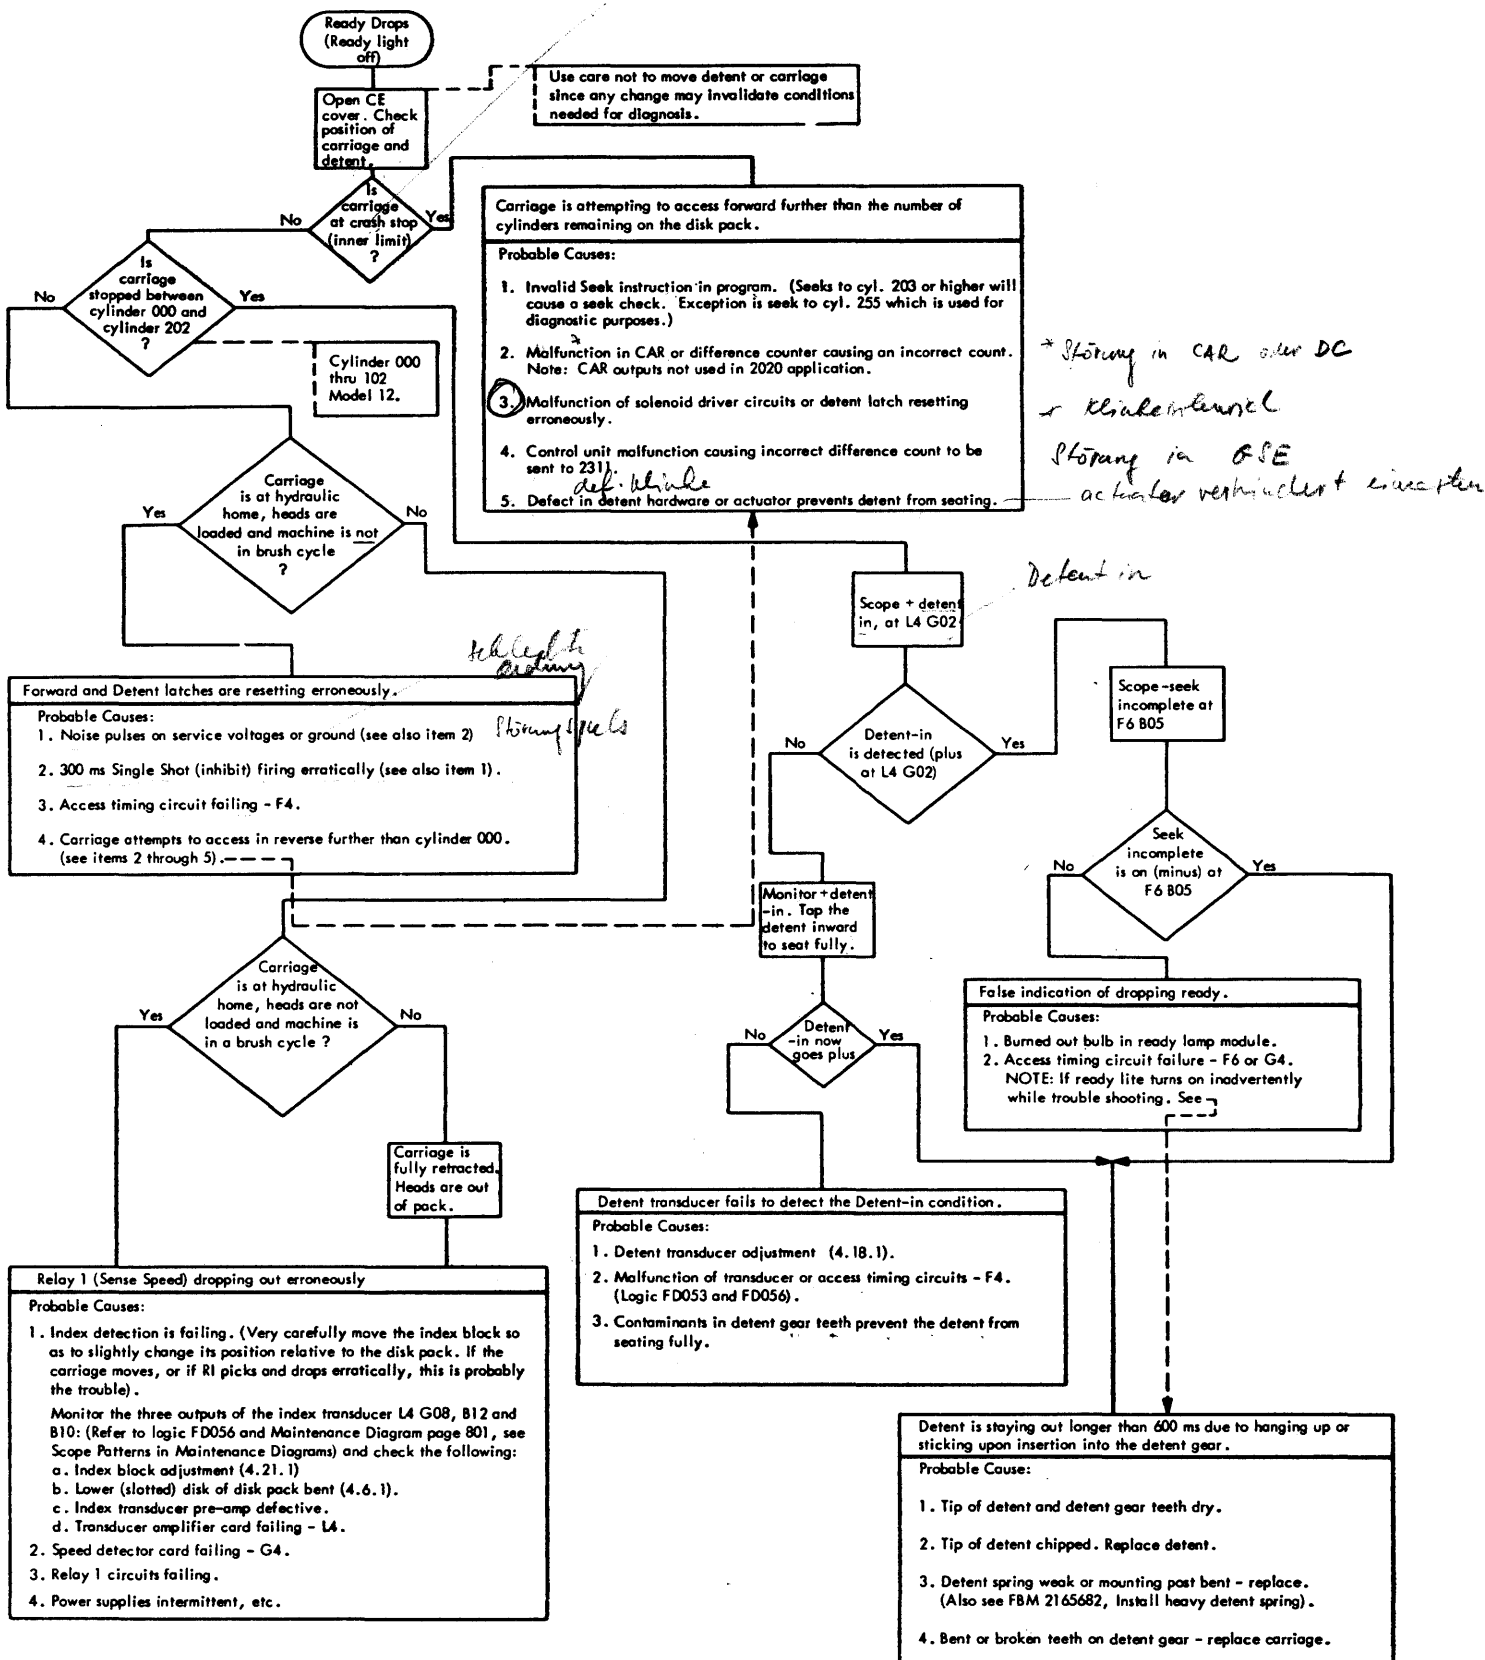 Ready Drops
(Ready light
off)
Open CE
cover. Check
position of
carriage and
detent.
Use care not to move detent or carriage
since any change may invalidate conditions
needed for diagnosis.
Is
carriage
at crash stop
(inner limit)
?
No
Yes
Carriage is attempting to access forward further than the number of
cylinders remaining on the disk pack.
Probable Causes:
1. Invalid Seek instruction in program. (Seeks to cyl. 203 or higher will
cause a seek check. Exception is seek to cyl. 255 which is used for
diagnostic purposes.)
2. Malfunction in CAR or difference counter causing an incorrect count.
Note: CAR outputs not used in 2020 application.
3. Malfunction of solenoid driver circuits or detent latch resetting
erroneously.
4. Control unit malfunction causing incorrect difference count to be
sent to 2311.
def. Klinke
5. Defect in detent hardware or actuator prevents detent from seating.
* Störung in CAR oder DC
Störung in
actuator verhindert einrasten
Is
carriage
stopped between
cylinder 000 and
cylinder 202
?
No
Yes
Cylinder 000
thru 102
Model 12.
Carriage
is at hydraulic
home, heads are
loaded and machine is not
in brush cycle
?
Yes
No
Scope + detent
in, at L4 G02
Detent in
Forward and Detent latches are resetting erroneously.
Probable Causes:
1. Noise pulses on service voltages or ground (see also item 2)
2. 300 ms Single Shot (inhibit) firing erratically (see also item 1).
3. Access timing circuit failing - F4.
4. Carriage attempts to access in reverse further than cylinder 000.
(see items 2 through 5).
Detent-in
is detected (plus
at L4 G02)
No
Yes
Scope -seek
incomplete at
F6 B05
Seek
incomplete
is on (minus) at
F6 B05
No
Yes
Monitor +detent
-in. Tap the
detent inward
to seat fully.
Carriage
is at hydraulic
home, heads are not
loaded and machine is
in a brush cycle ?
Yes
No
Detent
-in now
goes plus
No
Yes
False indication of dropping ready.
Probable Causes:
1. Burned out bulb in ready lamp module.
2. Access timing circuit failure - F6 or G4.
NOTE: If ready lite turns on inadvertently
while trouble shooting. See
Carriage is
fully retracted.
Heads are out
of pack.
Detent transducer fails to detect the Detent-in condition.
Probable Causes:
1. Detent transducer adjustment (4.18.1).
2. Malfunction of transducer or access timing circuits - F4.
(Logic FD053 and FD056).
3. Contaminants in detent gear teeth prevent the detent from
seating fully.
Relay 1 (Sense Speed) dropping out erroneously
Probable Causes:
1. Index detection is failing. (Very carefully move the index block so
as to slightly change its position relative to the disk pack. If the
carriage moves, or if RI picks and drops erratically, this is probably
the trouble).
Monitor the three outputs of the index transducer L4 G08, B12 and
B10: (Refer to logic FD056 and Maintenance Diagram page 801, see
Scope Patterns in Maintenance Diagrams) and check the following:
a. Index block adjustment (4.21.1)
b. Lower (slotted) disk of disk pack bent (4.6.1).
c. Index transducer pre-amp defective.
d. Transducer amplifier card failing - L4.
2. Speed detector card failing - G4.
3. Relay 1 circuits failing.
4. Power supplies intermittent, etc.
Detent is staying out longer than 600 ms due to hanging up or
sticking upon insertion into the detent gear.
Probable Cause:
1. Tip of detent and detent gear teeth dry.
2. Tip of detent chipped. Replace detent.
3. Detent spring weak or mounting post bent - replace.
(Also see FBM 2165682, Install heavy detent spring).
4. Bent or broken teeth on detent gear - replace carriage.